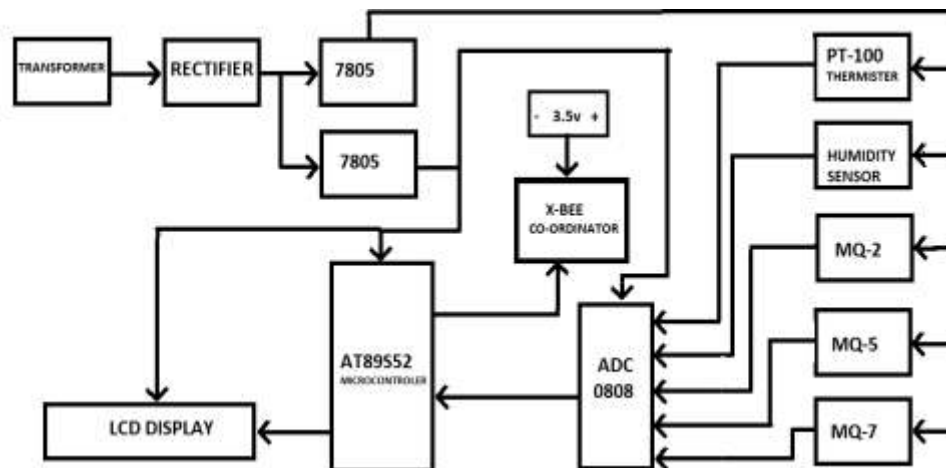 TRANSFORMER
RECTIFIER
7805
7805
- 3.5v +
X-BEE
CO-ORDINATOR
PT-100
THERMISTER
HUMIDITY
SENSOR
MQ-2
MQ-5
MQ-7
AT89S52
MICROCONTROLER
ADC
0808
LCD DISPLAY